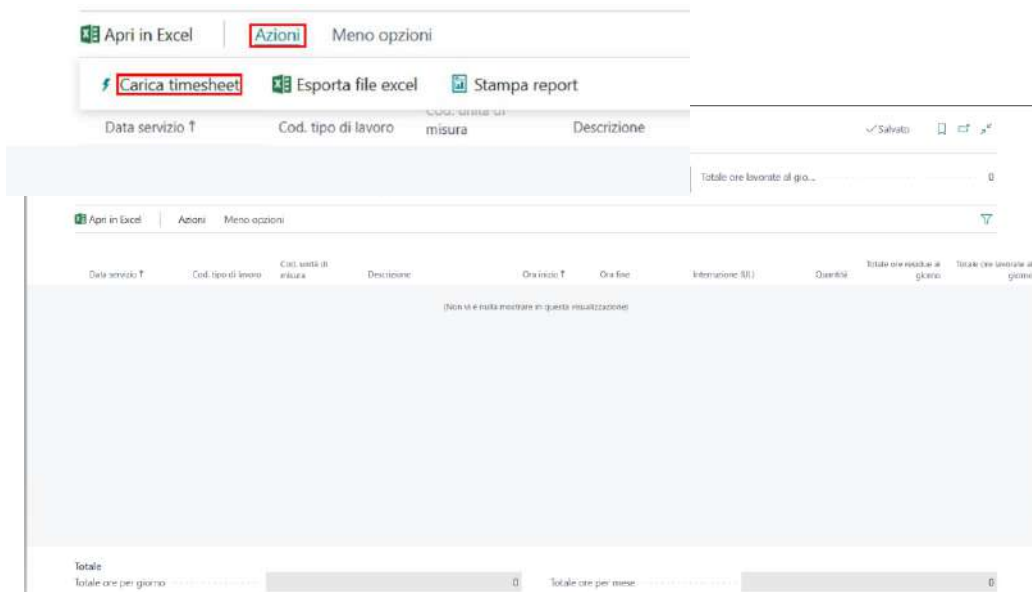 Apri in Excel Azioni Meno opzioni
Carica timesheet Esporta file excel Stampa report
Data servizio ↑ Cod. tipo di lavoro Cod. unità di misura Descrizione
Salvato
Totale ore lavorate al gio... 0
Apri in Excel Azioni Meno opzioni
Data servizio ↑ Cod. tipo di lavoro Cod. unità di misura Descrizione Ora inizio ↑ Ora fine Interruzione (UL) Quantità Totale ore residue al giorno Totale ore lavorate al giorno
(Non vi è nulla mostrare in questa visualizzazione)
Totale
Totale ore per giorno 0 Totale ore per mese 0